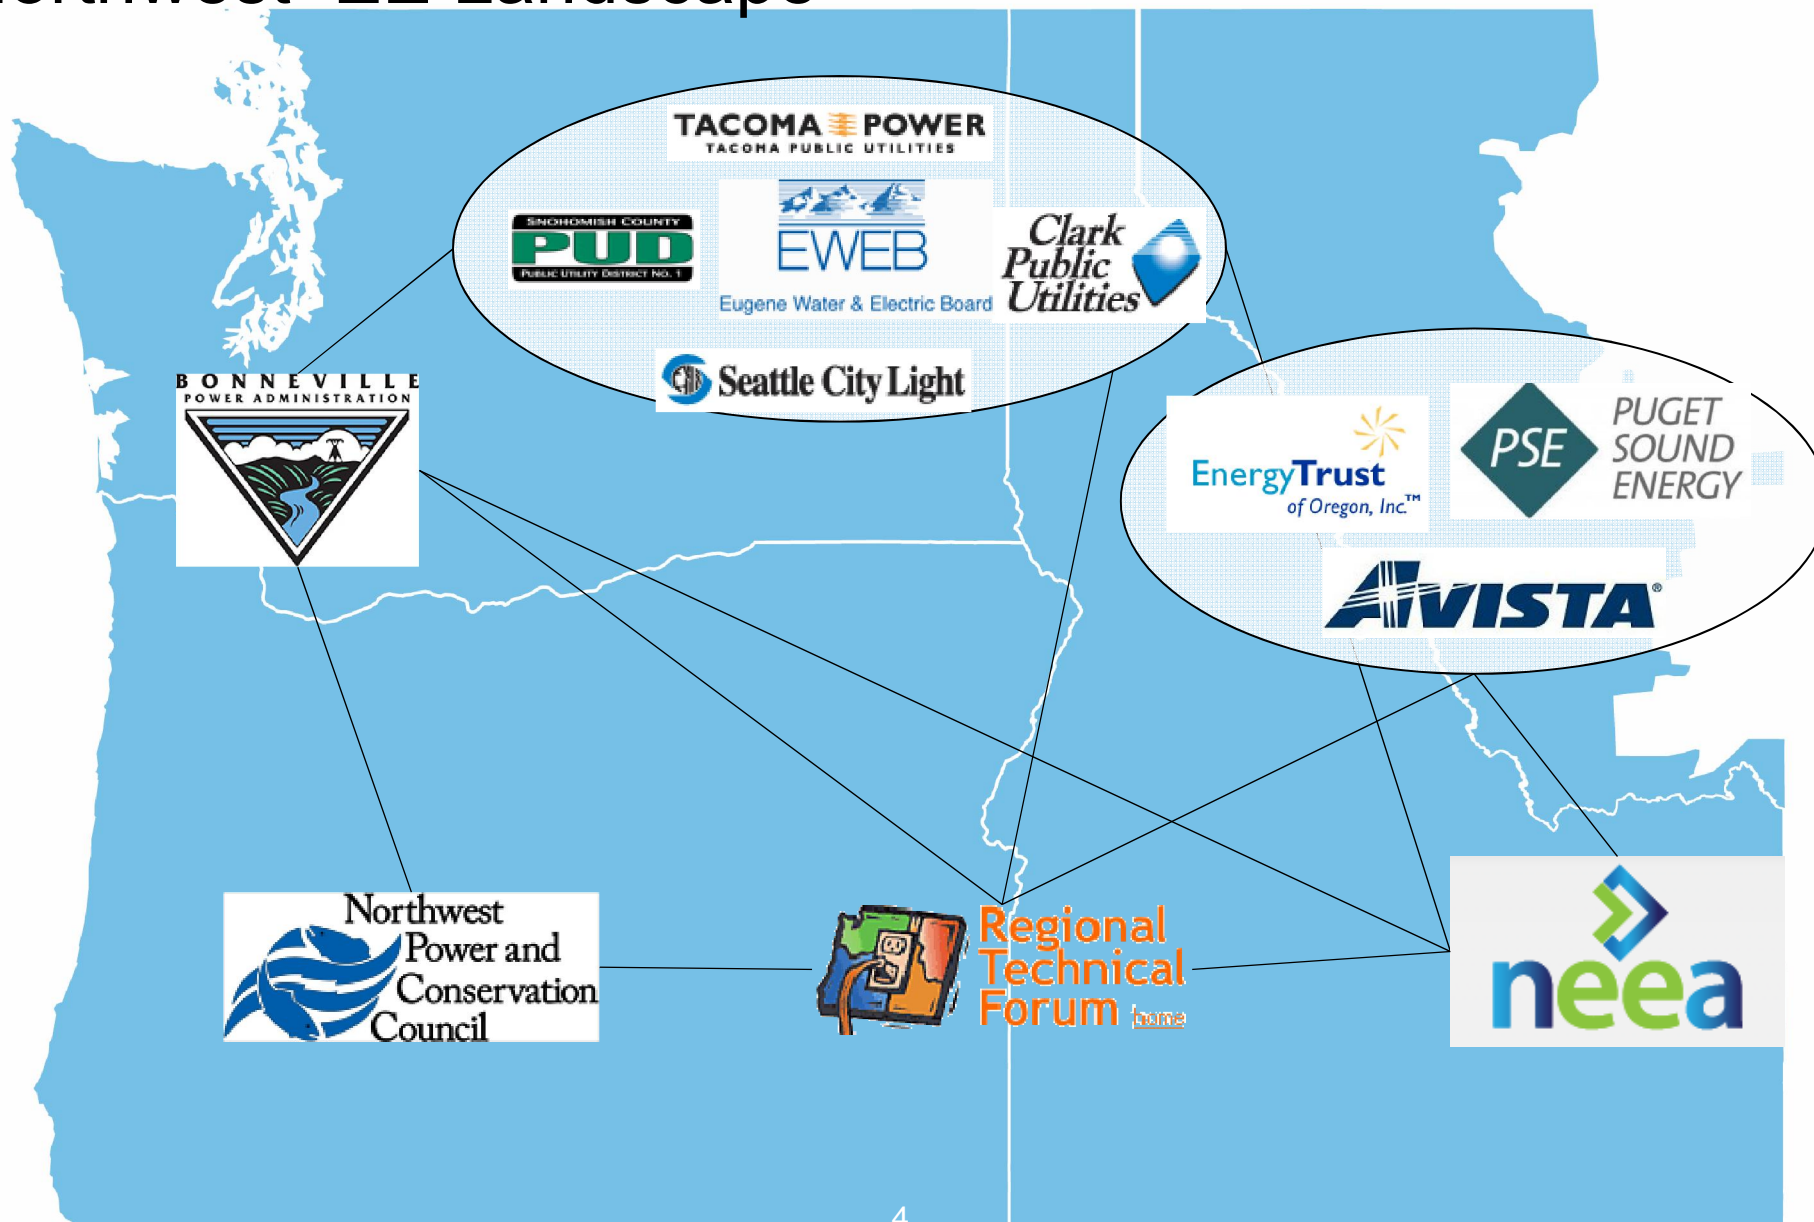 Northwest EE Landscape
TACOMA POWER
TACOMA PUBLIC UTILITIES
SNOHOMISH COUNTY
PUD
PUBLIC UTILITY DISTRICT NO. 1
EWEB
Eugene Water & Electric Board
Clark
Public
Utilities
Seattle City Light
BONNEVILLE
POWER ADMINISTRATION
EnergyTrust
of Oregon, Inc.™
PSE
PUGET
SOUND
ENERGY
AVISTA®
Northwest
Power and
Conservation
Council
Regional
Technical
Forum home
neea
4